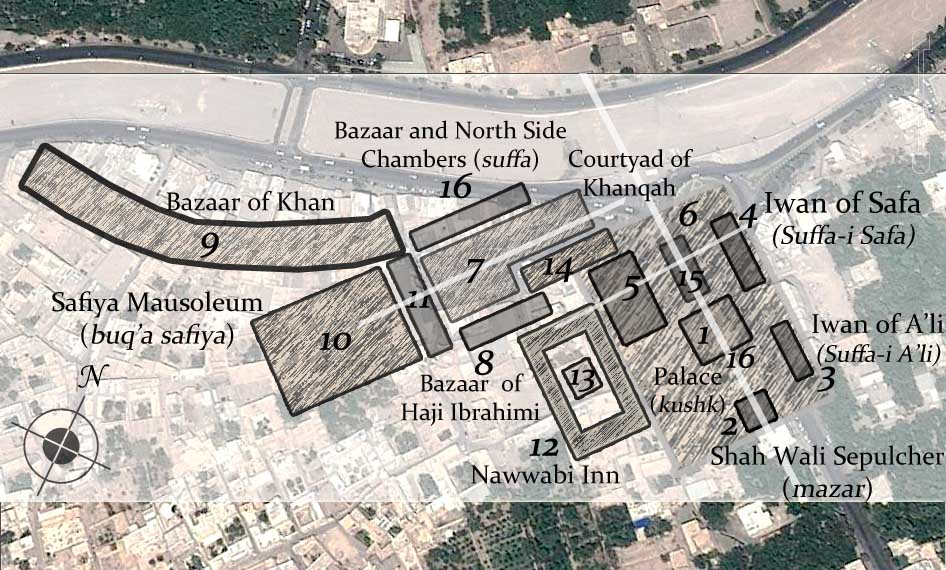 Bazaar and North Side
Chambers (suffa)
16
Courtyad of
Khanqah
Bazaar of Khan
9
6
4
Iwan of Safa
(Suffa-i Safa)
7
14
5
15
11
Safiya Mausoleum
(buq'a safiya)
10
1
16
Iwan of A'li
(Suffa-i A'li)
3
8
Bazaar of
Haji Ibrahimi
13
Palace
(kushk)
2
N
12
Nawwabi Inn
Shah Wali Sepulcher
(mazar)